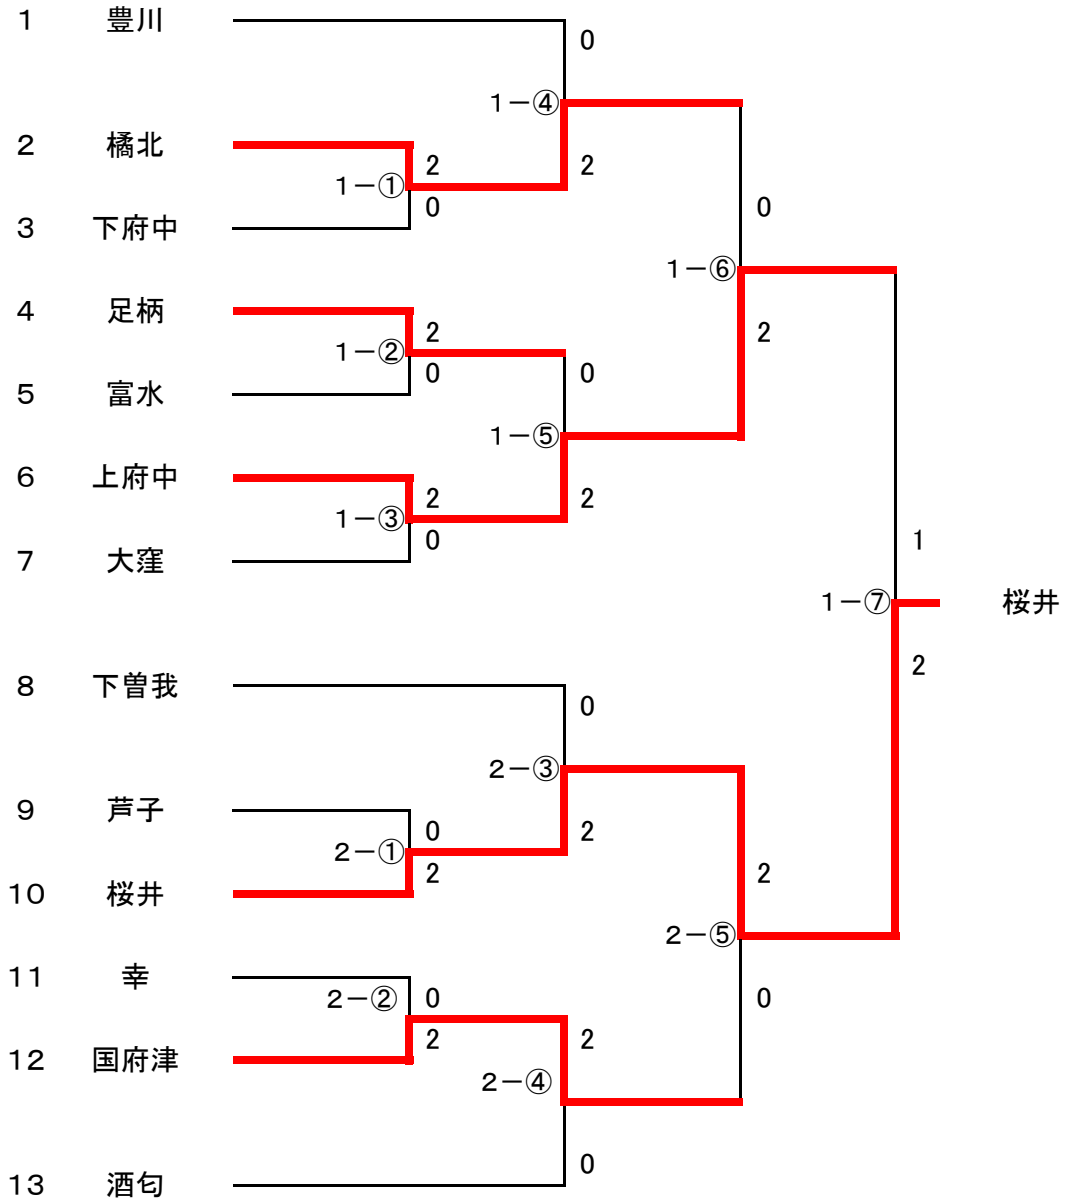 1 豊川
0
1－④
2 橘北
2
2
1－①
0
0
3 下府中
1－⑥
4 足柄
2
2
1－②
0
0
5 富水
1－⑤
6 上府中
2
2
1－③
0
1
7 大窪
1－⑦
桜井
2
8 下曽我
0
2－③
9 芦子
0
2
2－①
2
2
10 桜井
2－⑤
11 幸
2－②
0
0
2
2
12 国府津
2－④
0
13 酒匂